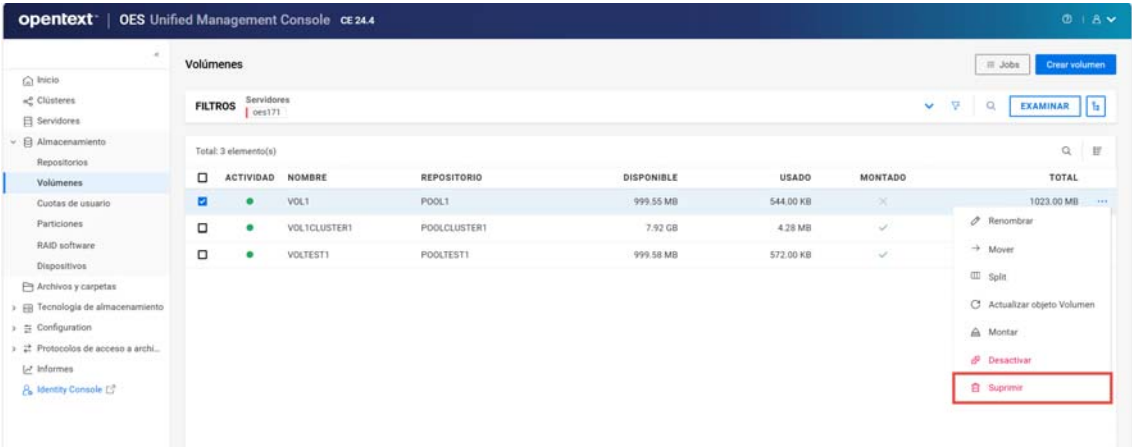 opentext™ | OES Unified Management Console CE 24.4
Inicio
Clústeres
Servidores
Almacenamiento
Repositorios
Volúmenes
Cuotas de usuario
Particiones
RAID software
Dispositivos
Archivos y carpetas
Tecnología de almacenamiento
Configuration
Protocolos de acceso a archi...
Informes
Identity Console
Volúmenes
Jobs
Crear volumen
FILTROS
Servidores
oes171
EXAMINAR
Total: 3 elemento(s)
ACTIVIDAD NOMBRE REPOSITORIO DISPONIBLE USADO MONTADO TOTAL
VOL1 POOL1 999.55 MB 544.00 KB 1023.00 MB
VOL1CLUSTER1 POOLCLUSTER1 7.92 GB 4.28 MB
VOLTEST1 POOLTEST1 999.58 MB 572.00 KB
Renombrar
Mover
Split
Actualizar objeto Volumen
Montar
Desactivar
Suprimir